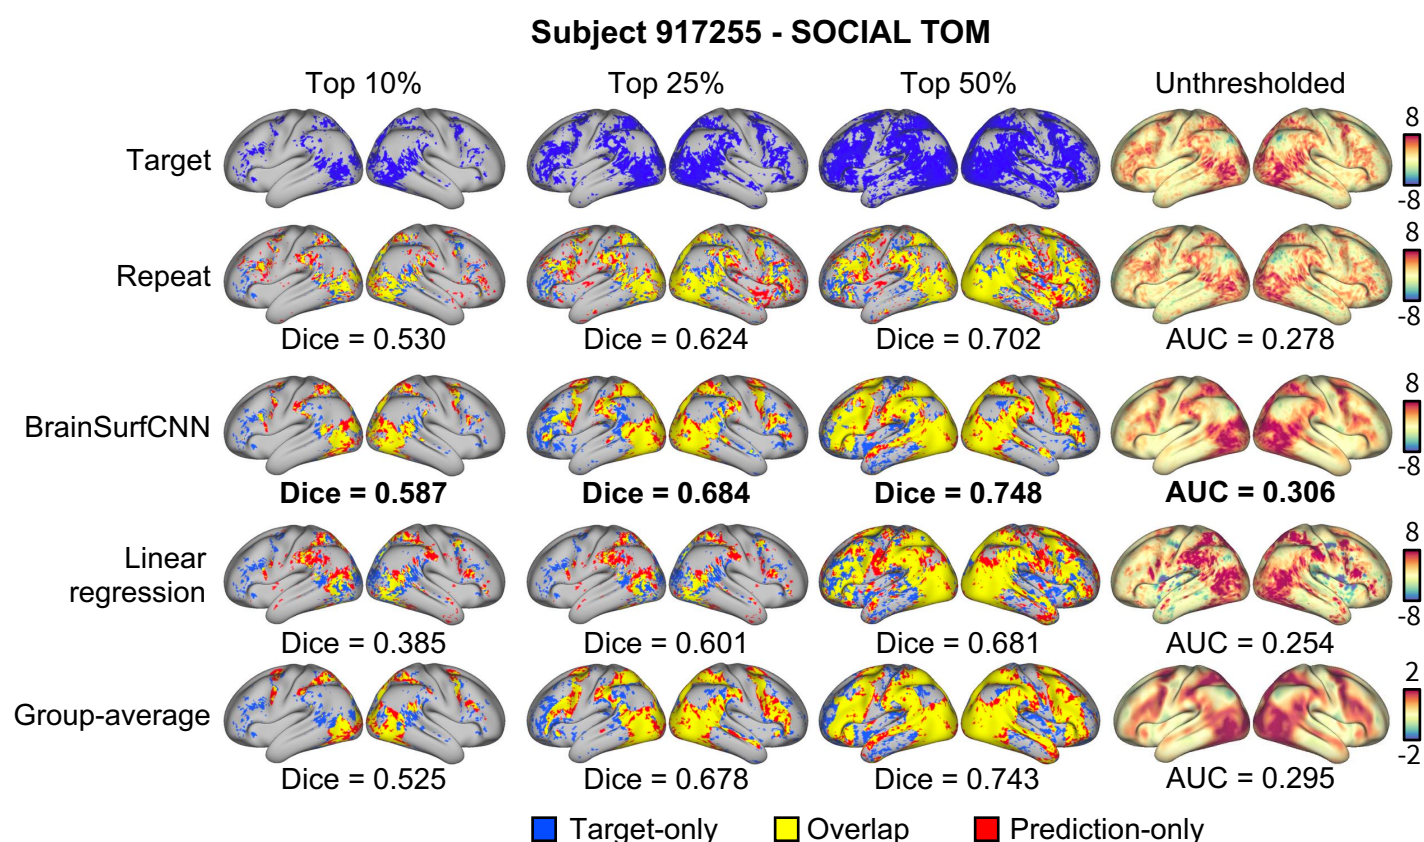 Subject 917255 - SOCIAL TOM
Top 10% Top 25% Top 50% Unthresholded
Target
8
-8
Repeat
8
-8
Dice = 0.530 Dice = 0.624 Dice = 0.702 AUC = 0.278
BrainSurfCNN
8
-8
Dice = 0.587 Dice = 0.684 Dice = 0.748 AUC = 0.306
Linear
regression
8
-8
Dice = 0.385 Dice = 0.601 Dice = 0.681 AUC = 0.254
Group-average
2
-2
Dice = 0.525 Dice = 0.678 Dice = 0.743 AUC = 0.295
Target-only Overlap Prediction-only